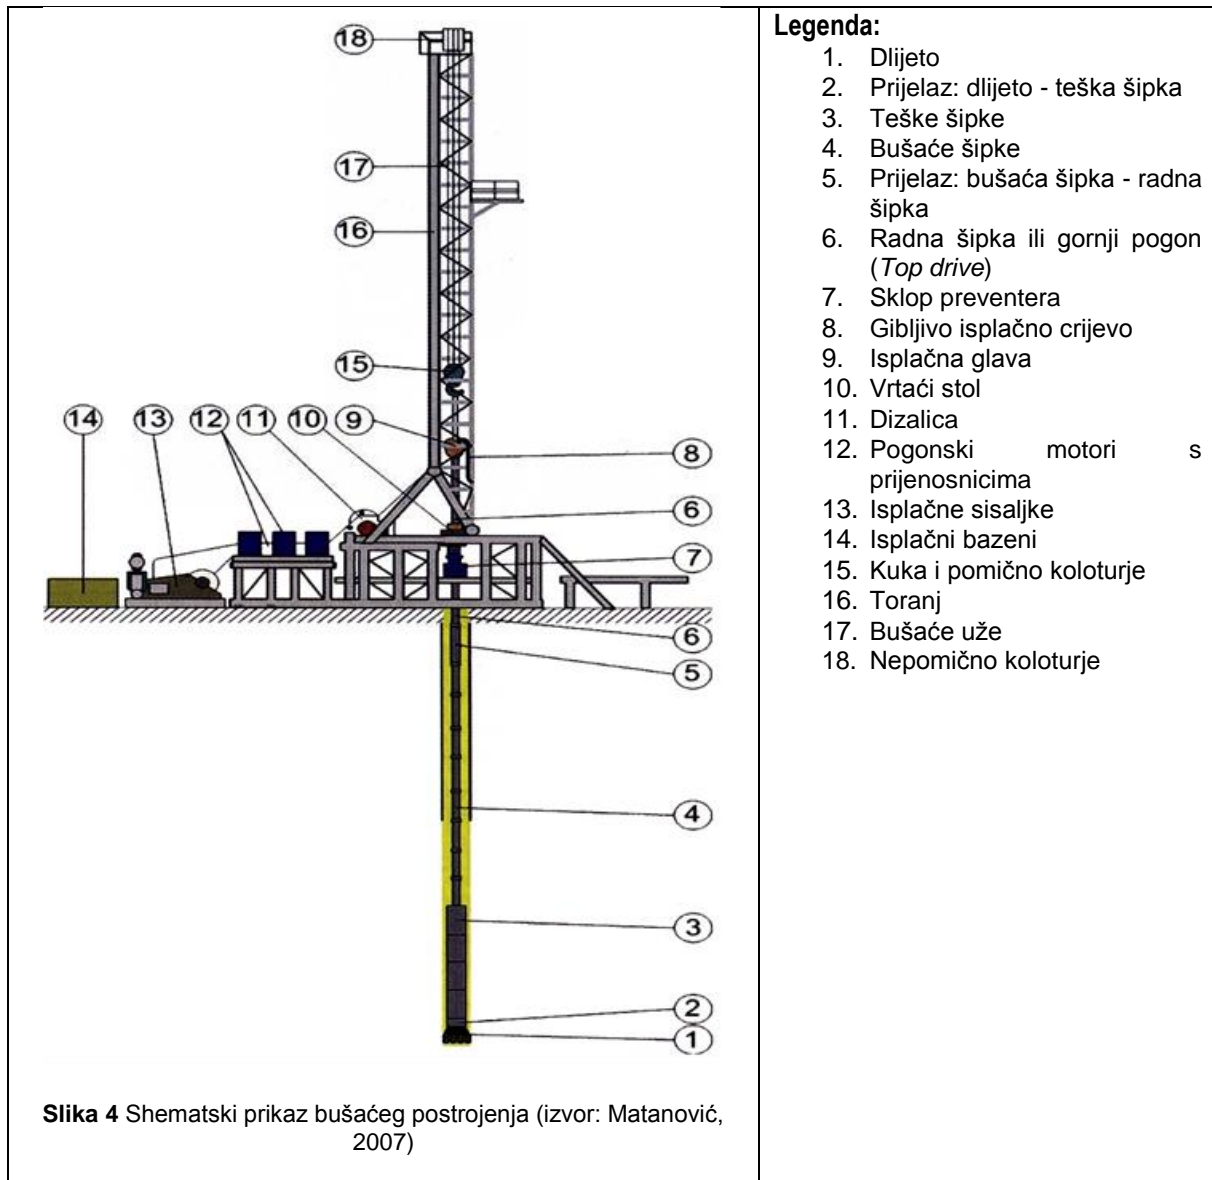 18
17
16
15
14
13
12
11
10
9
8
6
7
6
5
4
3
2
1
Slika 4 Shematski prikaz bušaćeg postrojenja (izvor: Matanović,
2007)
Legenda:
1. Dlijeto
2. Prijelaz: dlijeto - teška šipka
3. Teške šipke
4. Bušaće šipke
5. Prijelaz: bušaća šipka - radna
šipka
6. Radna šipka ili gornji pogon
(Top drive)
7. Sklop preventera
8. Gibljivo isplačno crijevo
9. Isplačna glava
10. Vrtaći stol
11. Dizalica
12. Pogonski motori s
prijenosnicima
13. Isplačne sisaljke
14. Isplačni bazeni
15. Kuka i pomično koloturje
16. Toranj
17. Bušaće uže
18. Nepomično koloturje